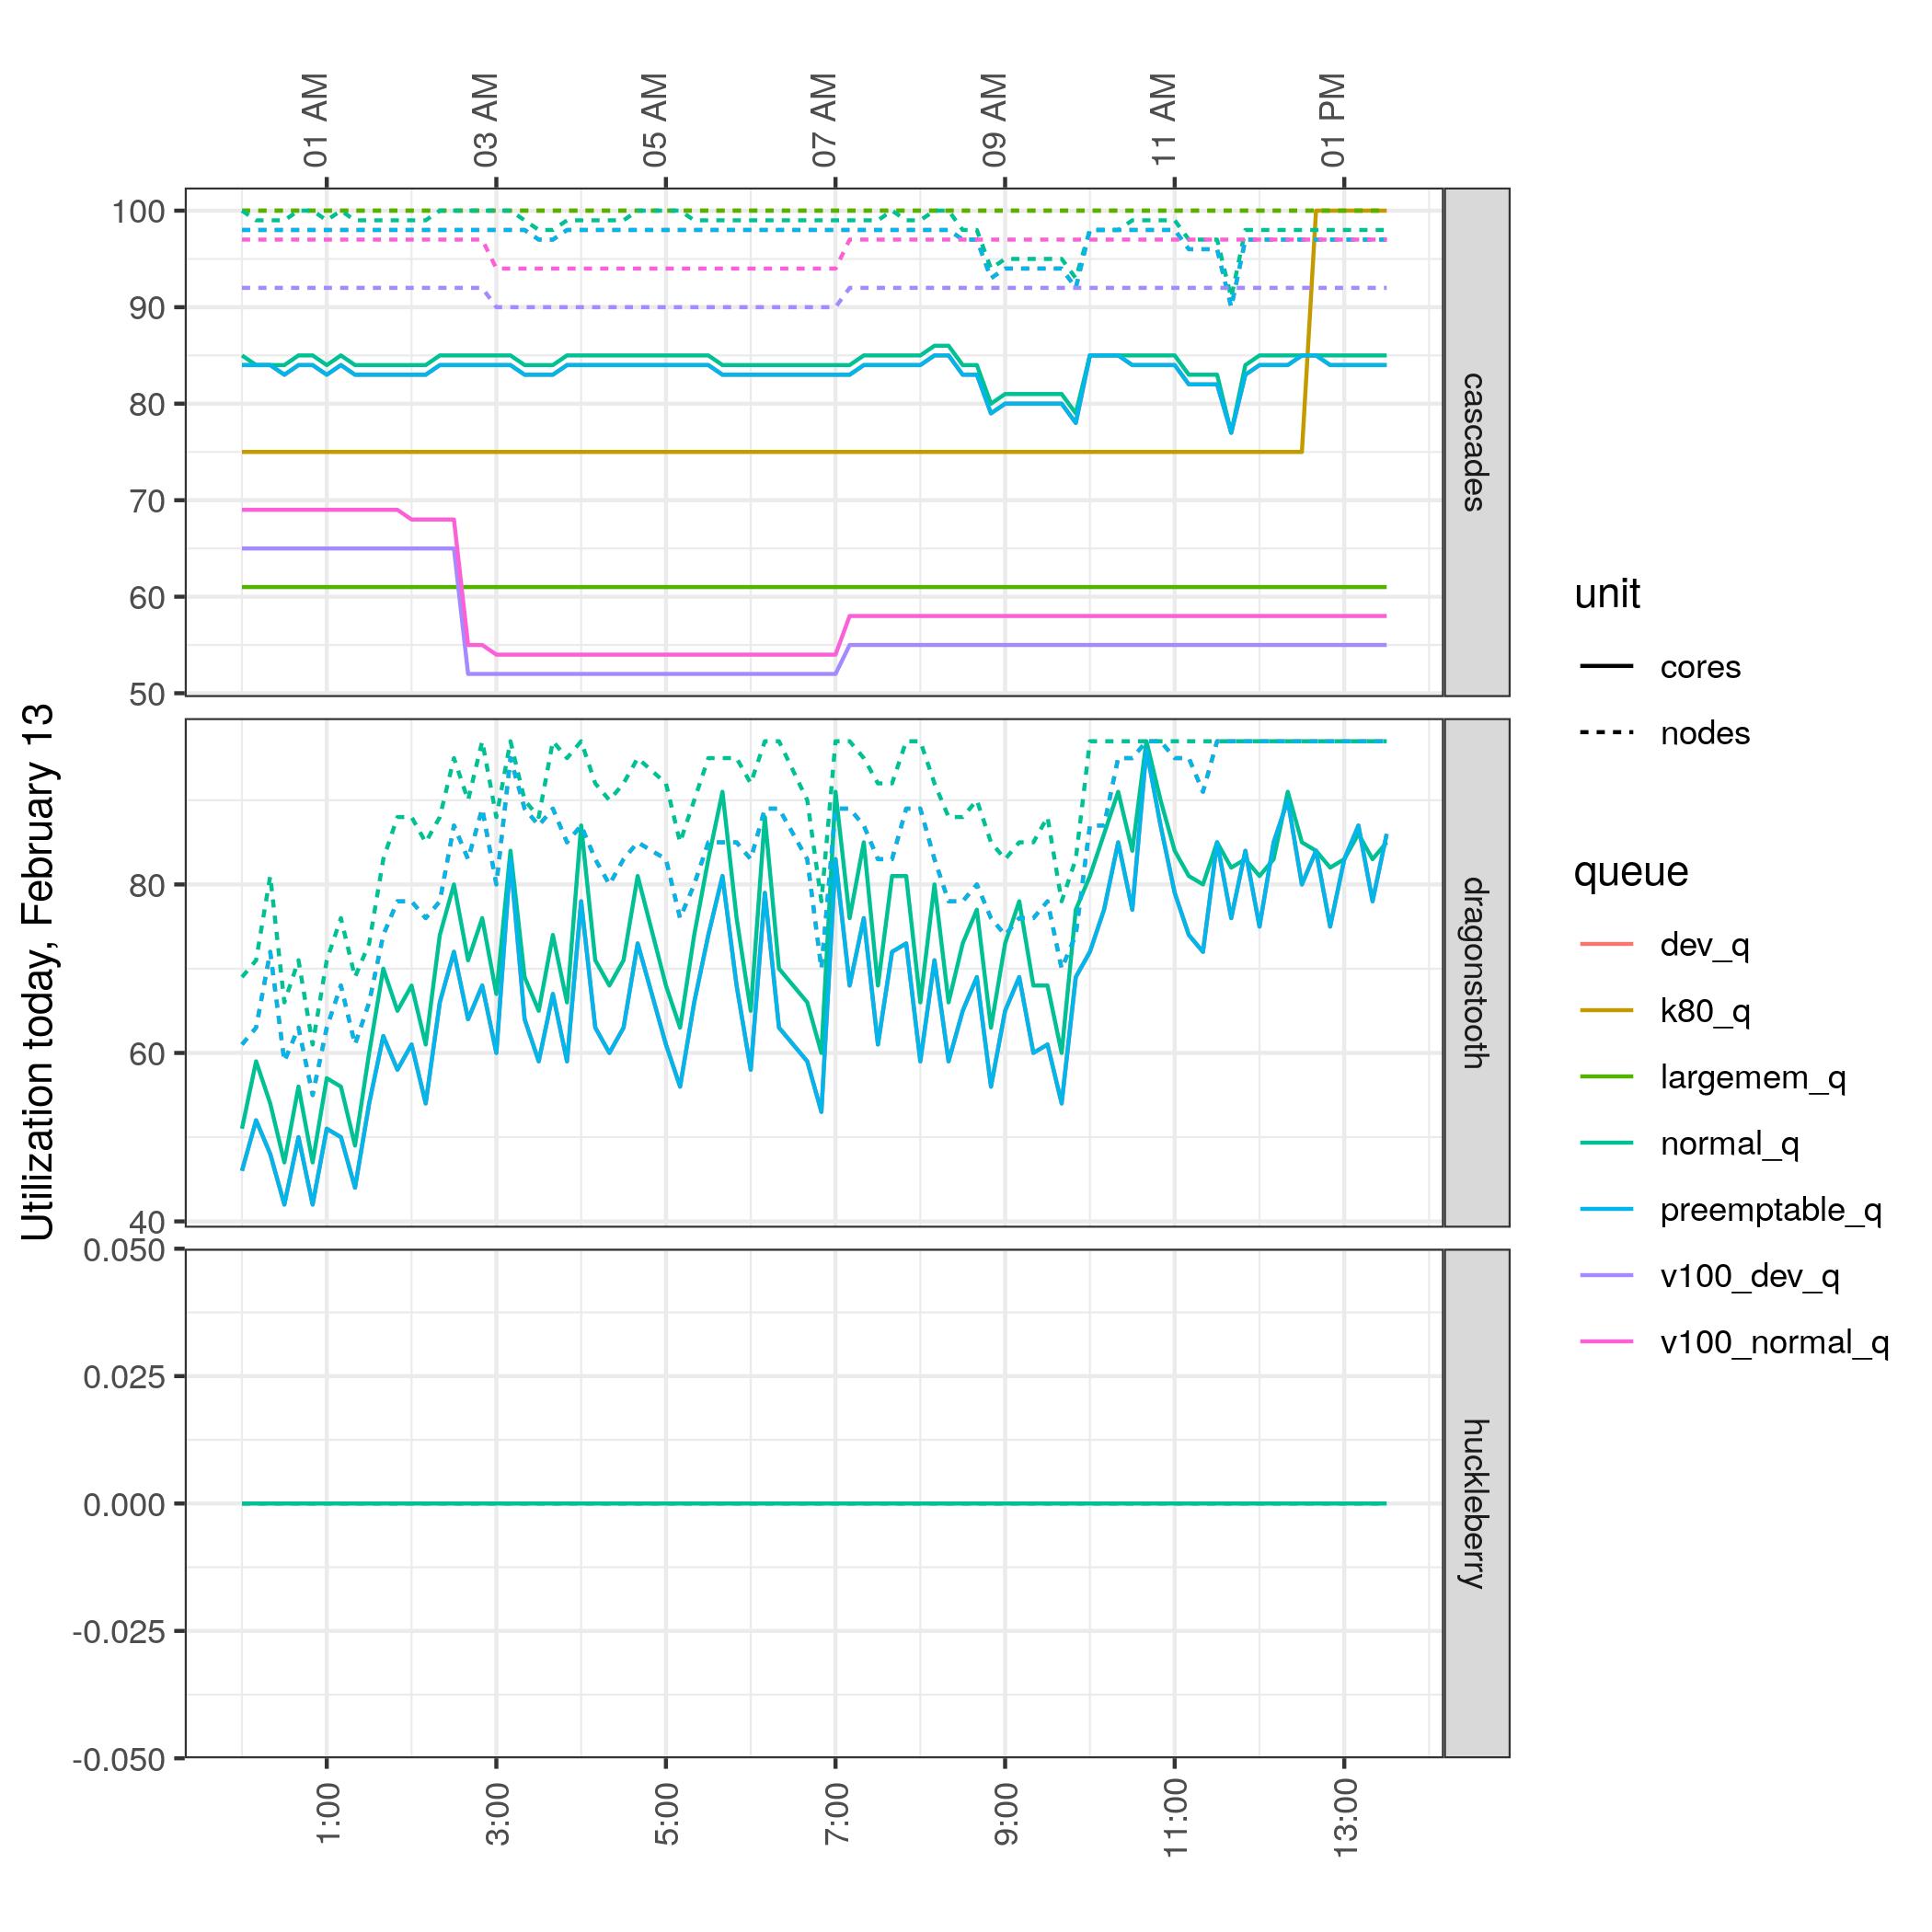 01 AM
03 AM
05 AM
07 AM
09 AM
11 AM
01 PM
100
90
80
70
60
50
cascades
80
60
40
dragonstooth
0.050
0.025
0.000
-0.025
-0.050
huckleberry
1:00
3:00
5:00
7:00
9:00
11:00
13:00
Utilization today, February 13
unit
cores
nodes
queue
dev_q
k80_q
largemem_q
normal_q
preemptable_q
v100_dev_q
v100_normal_q